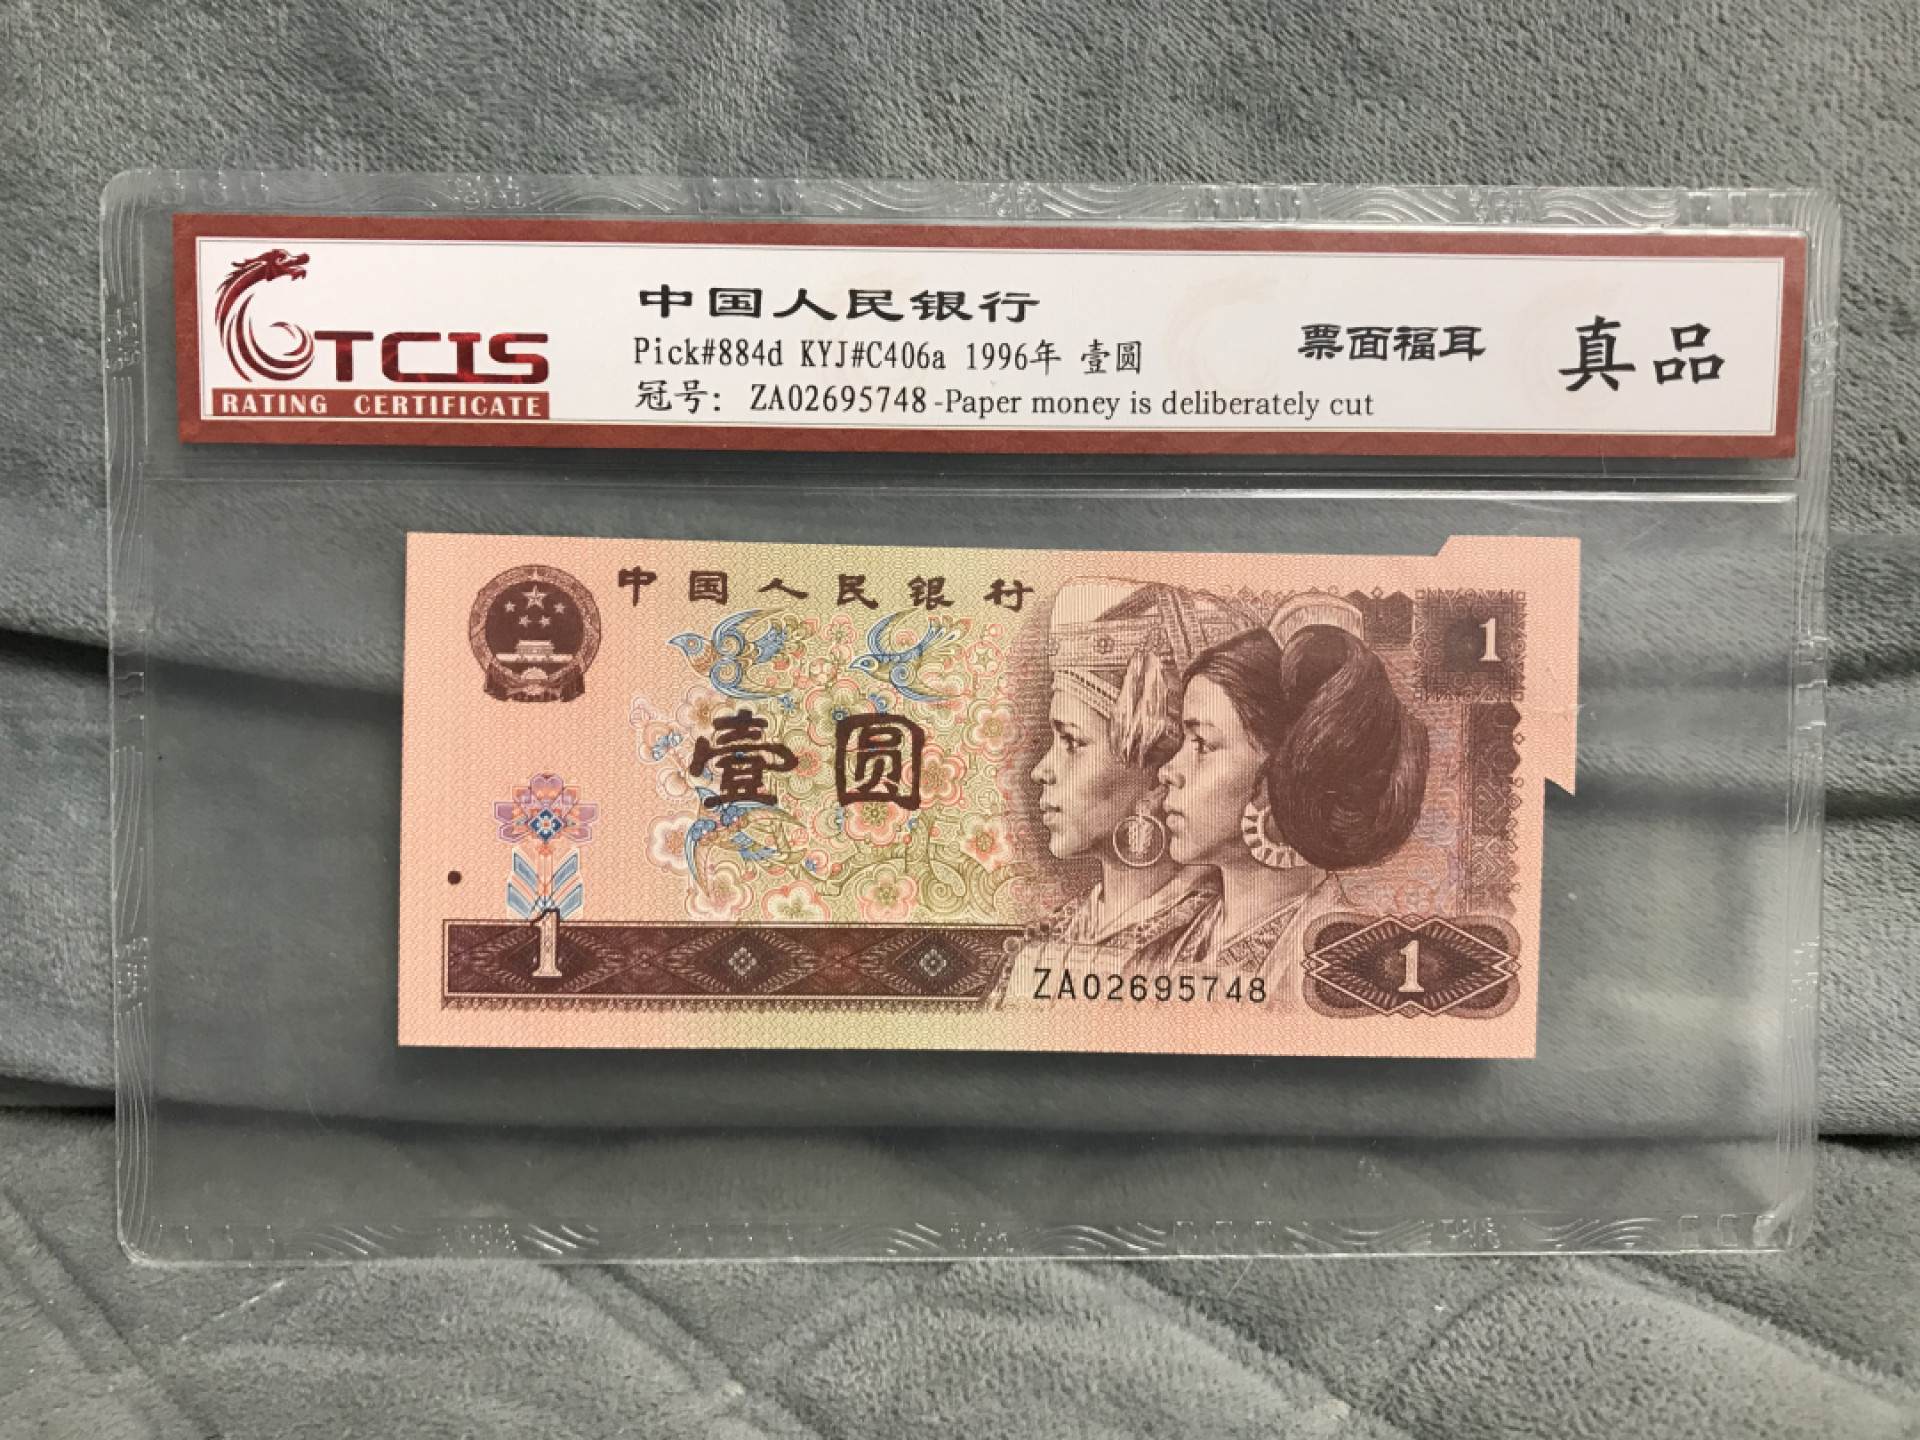 TCIS
RATING CERTIFICATE
中国人民银行
Pick#884d KYJ#C406a 1996年 壹圆
冠号: ZA02695748-Paper money is deliberately cut
票面福耳
真品
中国人民银行
1
壹圆
1
ZA02695748
1